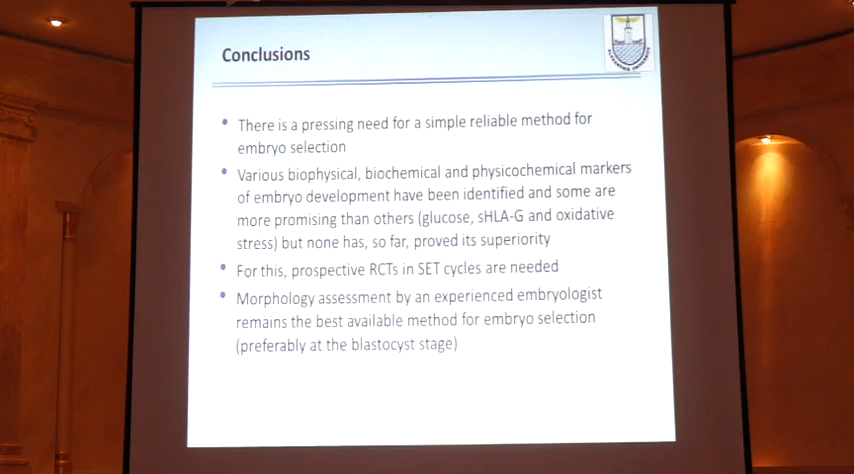 Conclusions
ALEXANDRIA UNIVERSITY
• There is a pressing need for a simple reliable method for
embryo selection
• Various biophysical, biochemical and physicochemical markers
of embryo development have been identified and some are
more promising than others (glucose, sHLA-G and oxidative
stress) but none has, so far, proved its superiority
• For this, prospective RCTs in SET cycles are needed
• Morphology assessment by an experienced embryologist
remains the best available method for embryo selection
(preferably at the blastocyst stage)